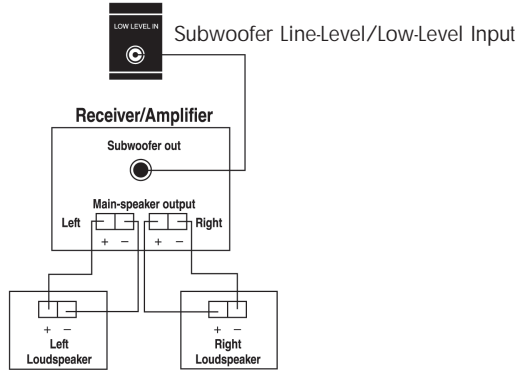 LOW LEVEL IN
Subwoofer Line-Level/Low-Level Input
Receiver/Amplifier
Subwoofer out
Main-speaker output
Left
Right
+ − + −
+ −
Left
Loudspeaker
+ −
Right
Loudspeaker